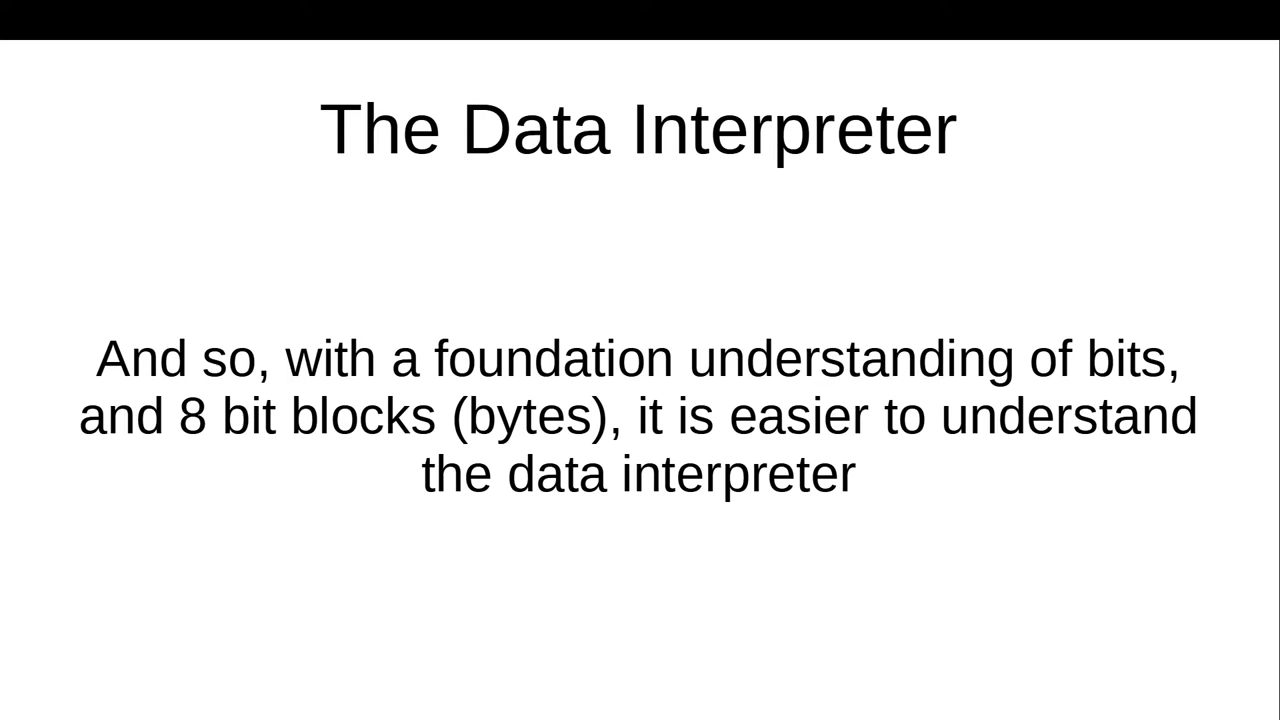 The Data Interpreter
And so, with a foundation understanding of bits,
and 8 bit blocks (bytes), it is easier to understand
the data interpreter